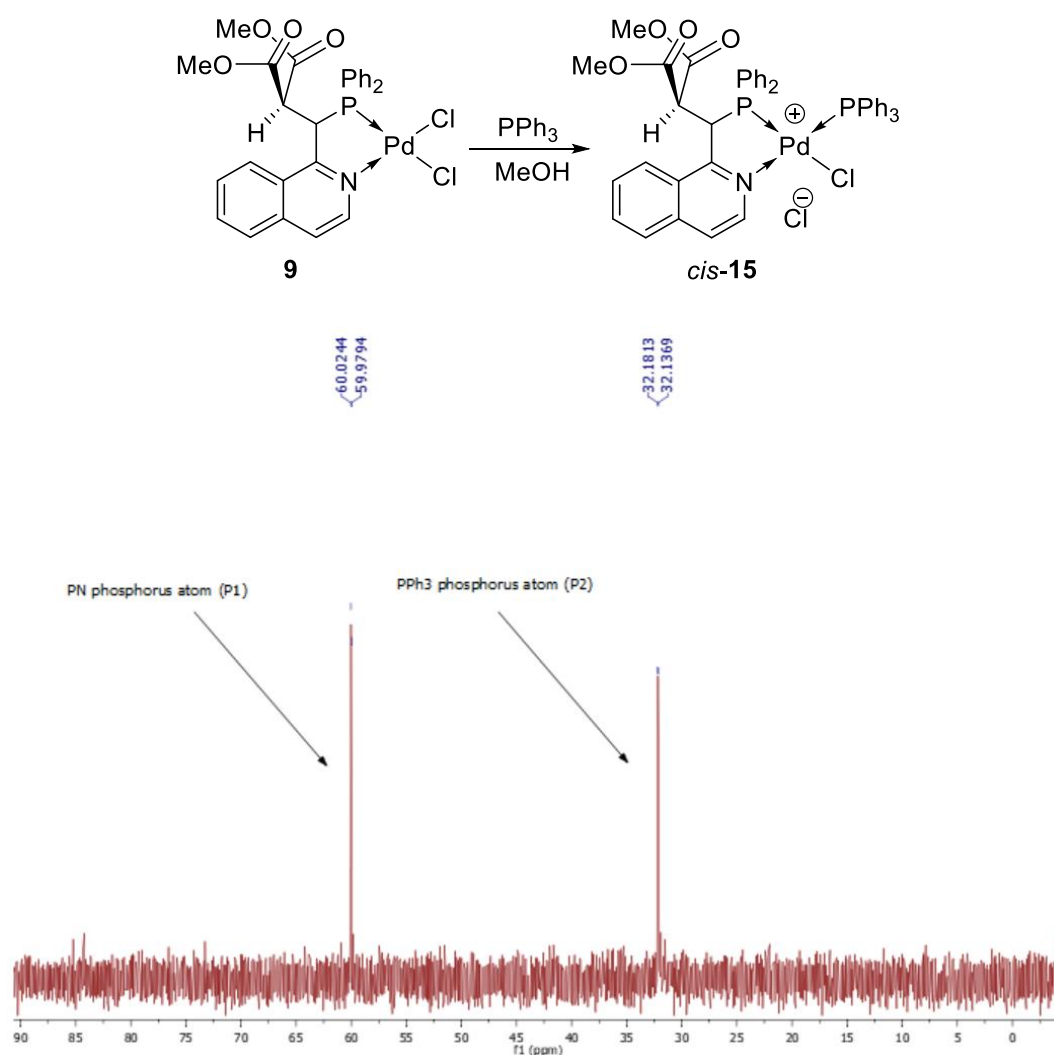 MeO O O
MeO O
Ph2
P
H
Cl
Pd
Cl
N
9
PPh3
MeOH
MeO O O
MeO O
Ph2
P
⊕
PPh3
H
Pd
Cl
N
⊖
Cl
cis-15
60.0244
59.9794
32.1813
32.1369
PN phosphorus atom (P1)
PPh3 phosphorus atom (P2)
90 85 80 75 70 65 60 55 50 45 40 35 30 25 20 15 10 5 0
f1 (ppm)